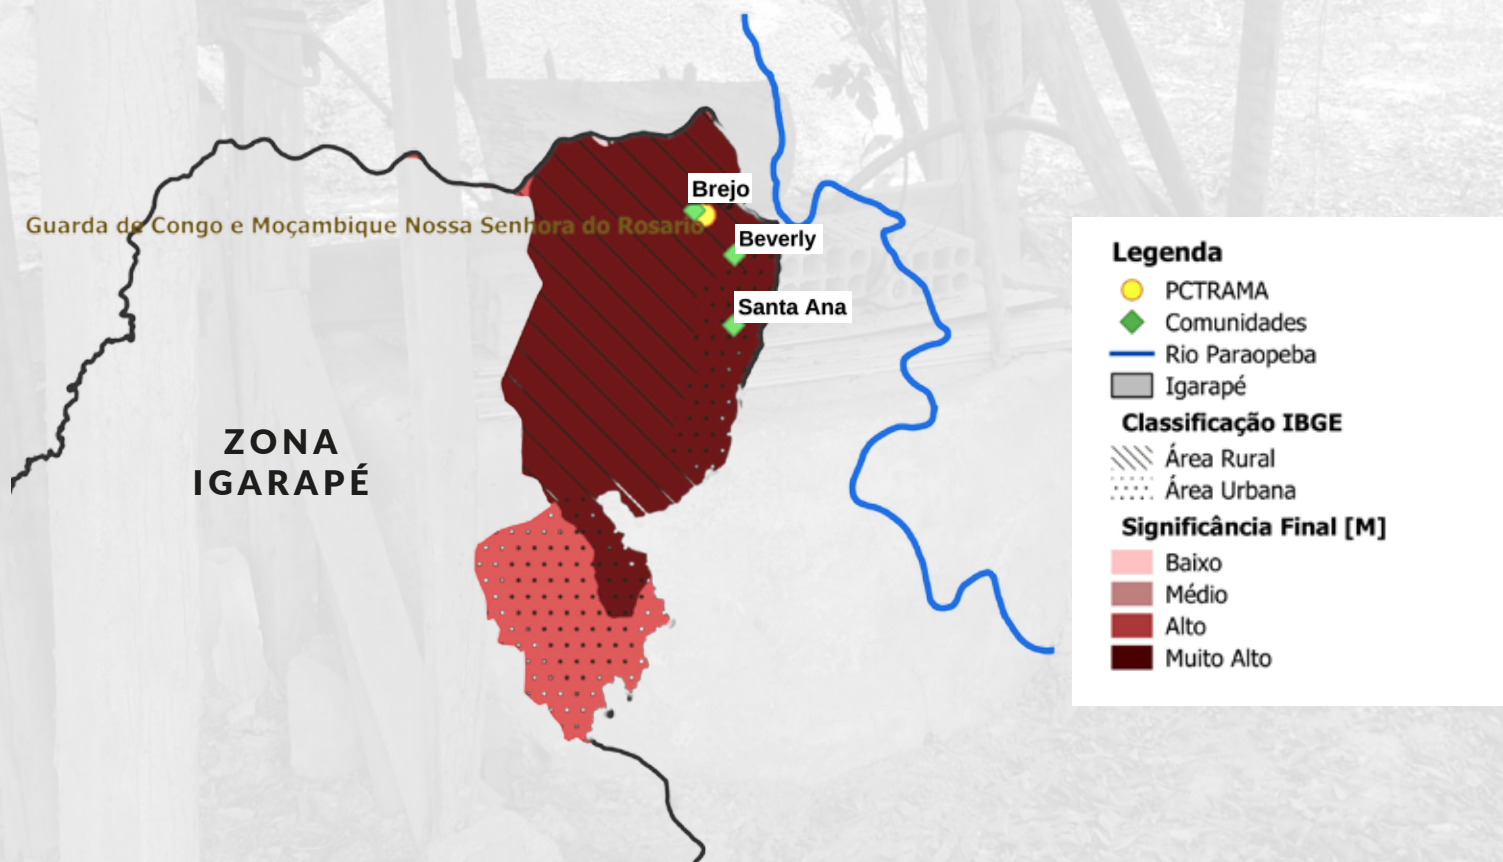 Brejo
Guarda de Congo e Moçambique Nossa Senhora do Rosario
Beverly
Santa Ana
ZONA
IGARAPÉ
Legenda
PCTRAMA
Comunidades
Rio Paraopeba
Igarapé
Classificação IBGE
Área Rural
Área Urbana
Significância Final [M]
Baixo
Médio
Alto
Muito Alto